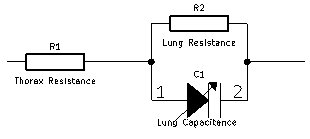 R2
R1
Lung Resistance
Thorax Resistance
C1
1
2
Lung Capacitence